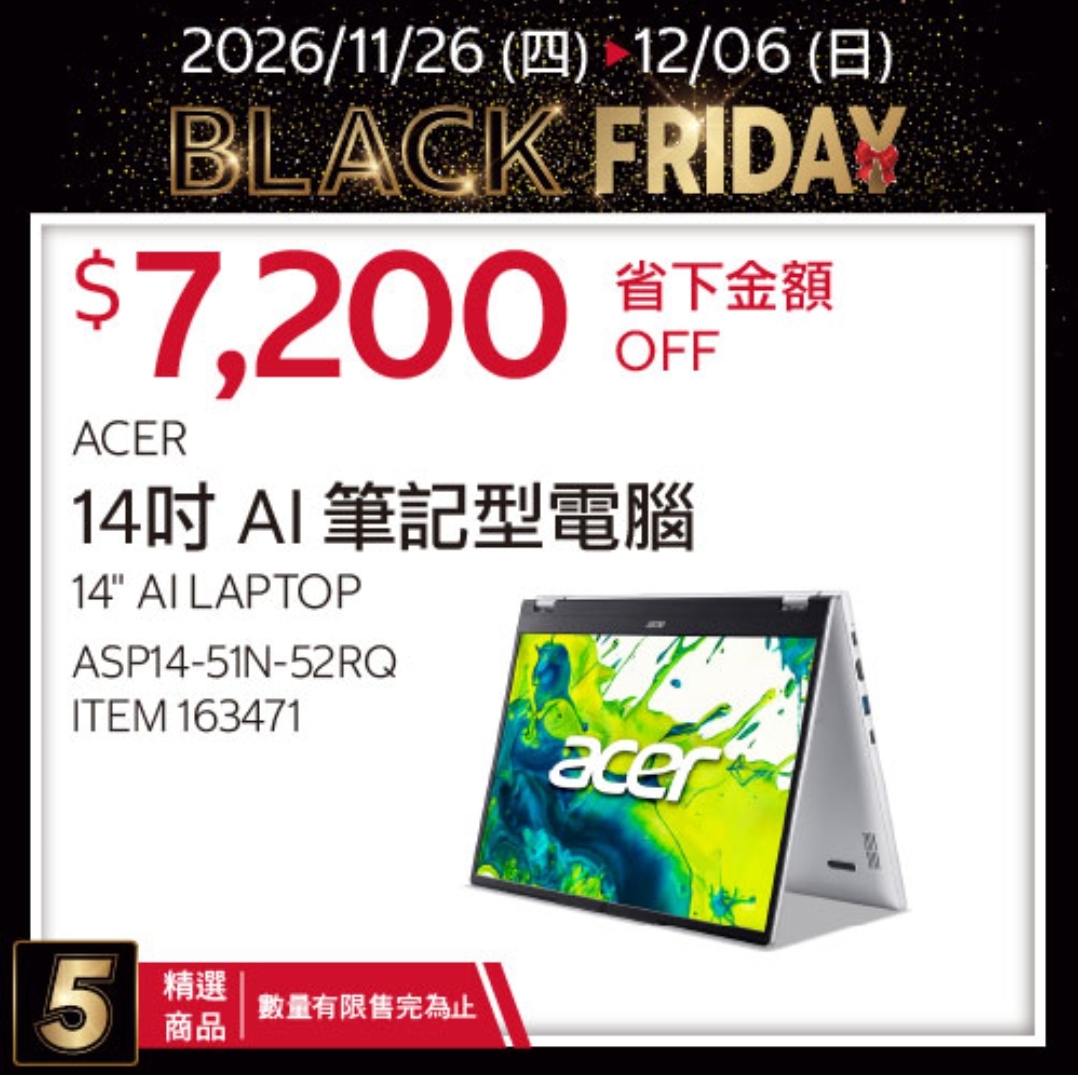 2026/11/26 (四)▶12/06 (日)
BLACK FRIDAY
$7,200 省下金額
OFF
ACER
14吋 AI 筆記型電腦
14" AI LAPTOP
ASP14-51N-52RQ
ITEM 163471
acer
acer
5
精選
商品
數量有限售完為止